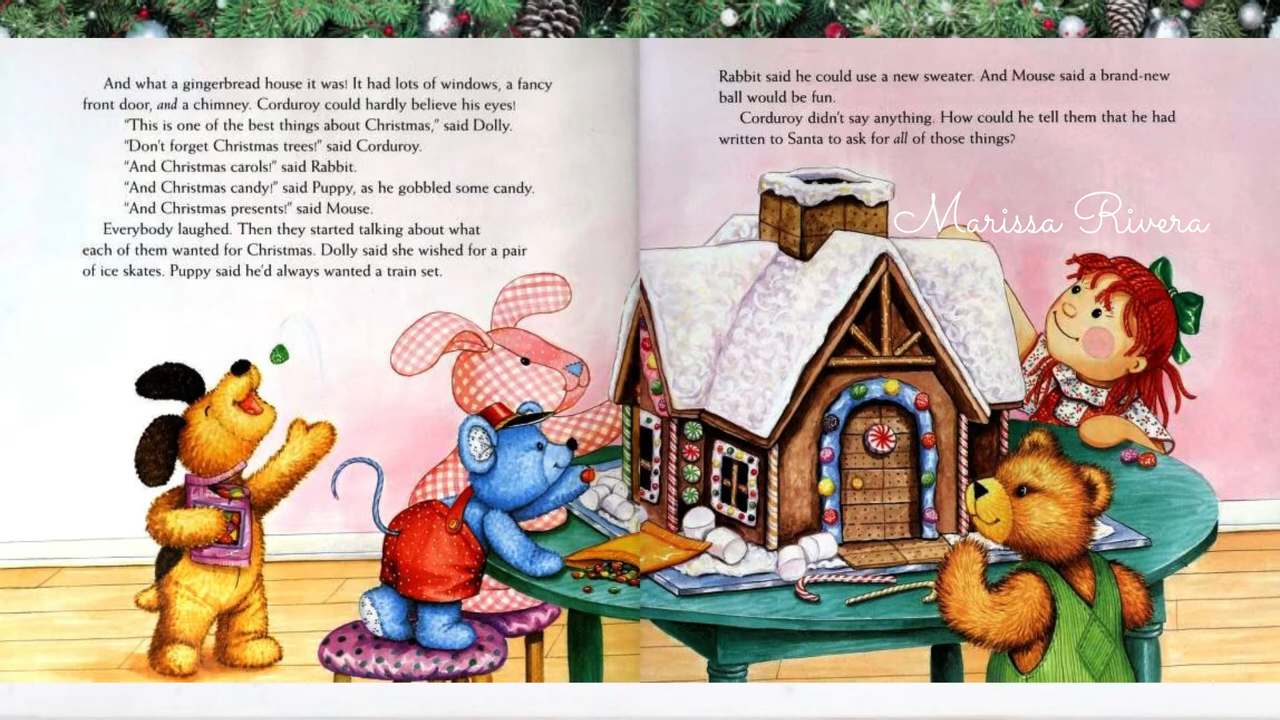 And what a gingerbread house it was! It had lots of windows, a fancy
front door, and a chimney. Corduroy could hardly believe his eyes!
"This is one of the best things about Christmas," said Dolly.
"Don't forget Christmas trees!" said Corduroy.
"And Christmas carols!" said Rabbit.
"And Christmas candy!" said Puppy, as he gobbled some candy.
"And Christmas presents!" said Mouse.
Everybody laughed. Then they started talking about what
each of them wanted for Christmas. Dolly said she wished for a pair
of ice skates. Puppy said he'd always wanted a train set.
Rabbit said he could use a new sweater. And Mouse said a brand-new
ball would be fun.
Corduroy didn't say anything. How could he tell them that he had
written to Santa to ask for all of those things?
Marissa Rivera